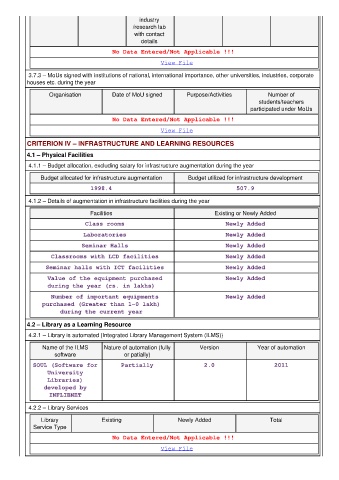 industry
research lab
with contact
details
No Data Entered/Not Applicable !!!
View File
3.7.3 – MoUs signed with institutions of national, international importance, other universities, industries, corporate
houses etc. during the year
Organisation Date of MoU signed Purpose/Activities Number of
students/teachers
participated under MoUs
No Data Entered/Not Applicable !!!
View File
CRITERION IV – INFRASTRUCTURE AND LEARNING RESOURCES
4.1 – Physical Facilities
4.1.1 – Budget allocation, excluding salary for infrastructure augmentation during the year
Budget allocated for infrastructure augmentation Budget utilized for infrastructure development
1998.4 507.9
4.1.2 – Details of augmentation in infrastructure facilities during the year
Facilities Existing or Newly Added
Class rooms Newly Added
Laboratories Newly Added
Seminar Halls Newly Added
Classrooms with LCD facilities Newly Added
Seminar halls with ICT facilities Newly Added
Value of the equipment purchased Newly Added
during the year (rs. in lakhs)
Number of important equipments Newly Added
purchased (Greater than 1-0 lakh)
during the current year
4.2 – Library as a Learning Resource
4.2.1 – Library is automated {Integrated Library Management System (ILMS)}
Name of the ILMS Nature of automation (fully Version Year of automation
software or patially)
SOUL (Software for Partially 2.0 2011
University
Libraries)
developed by
INFLIBNET
4.2.2 – Library Services
Library Existing Newly Added Total
Service Type
No Data Entered/Not Applicable !!!
View File